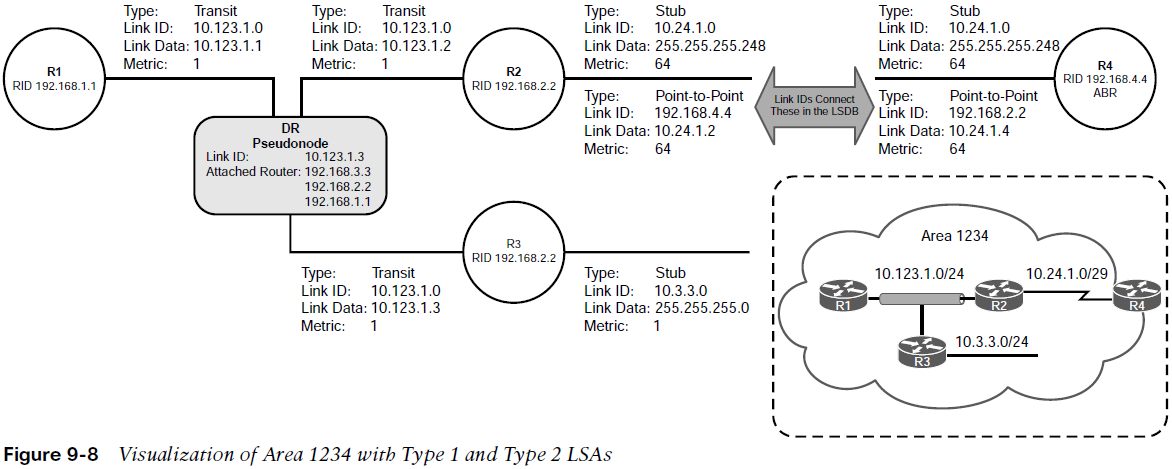 Type: Transit
Link ID: 10.123.1.0
Link Data: 10.123.1.1
Metric: 1
Type: Transit
Link ID: 10.123.1.0
Link Data: 10.123.1.2
Metric: 1
Type: Stub
Link ID: 10.24.1.0
Link Data: 255.255.255.248
Metric: 64
Type: Stub
Link ID: 10.24.1.0
Link Data: 255.255.255.248
Metric: 64
R1
RID 192.168.1.1
R2
RID 192.168.2.2
R4
RID 192.168.4.4
ABR
Type: Point-to-Point
Link ID: 192.168.4.4
Link Data: 10.24.1.2
Metric: 64
Link IDs Connect
These in the LSDB
Type: Point-to-Point
Link ID: 192.168.2.2
Link Data: 10.24.1.4
Metric: 64
DR
Pseudonode
Link ID: 10.123.1.3
Attached Router: 192.168.3.3
192.168.2.2
192.168.1.1
R3
RID 192.168.2.2
Type: Transit
Link ID: 10.123.1.0
Link Data: 10.123.1.3
Metric: 1
Type: Stub
Link ID: 10.3.3.0
Link Data: 255.255.255.0
Metric: 1
Area 1234
10.123.1.0/24
10.24.1.0/29
R1
R2
R4
10.3.3.0/24
R3
Figure 9-8 Visualization of Area 1234 with Type 1 and Type 2 LSAs